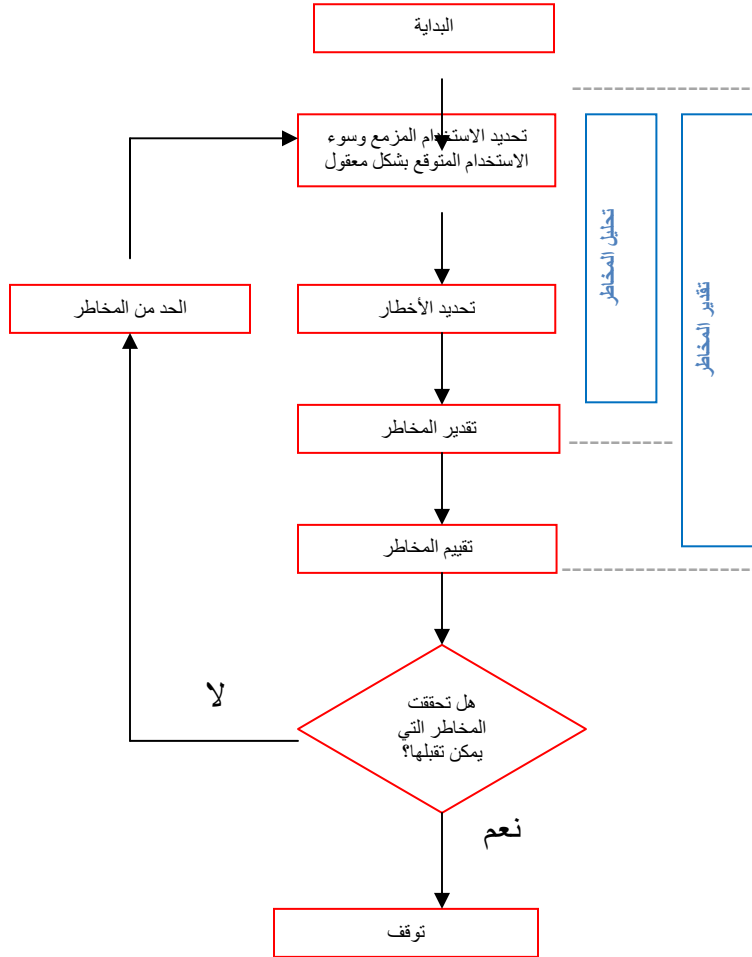 البداية
تحديد الاستخدام المزمع وسوء
الاستخدام المتوقع بشكل معقول
تحليل المخاطر
تقدير المخاطر
الحد من المخاطر
تحديد الأخطار
تقدير المخاطر
تقييم المخاطر
هل تحققت
المخاطر التي
يمكن تقبلها؟
لا
نعم
توقف